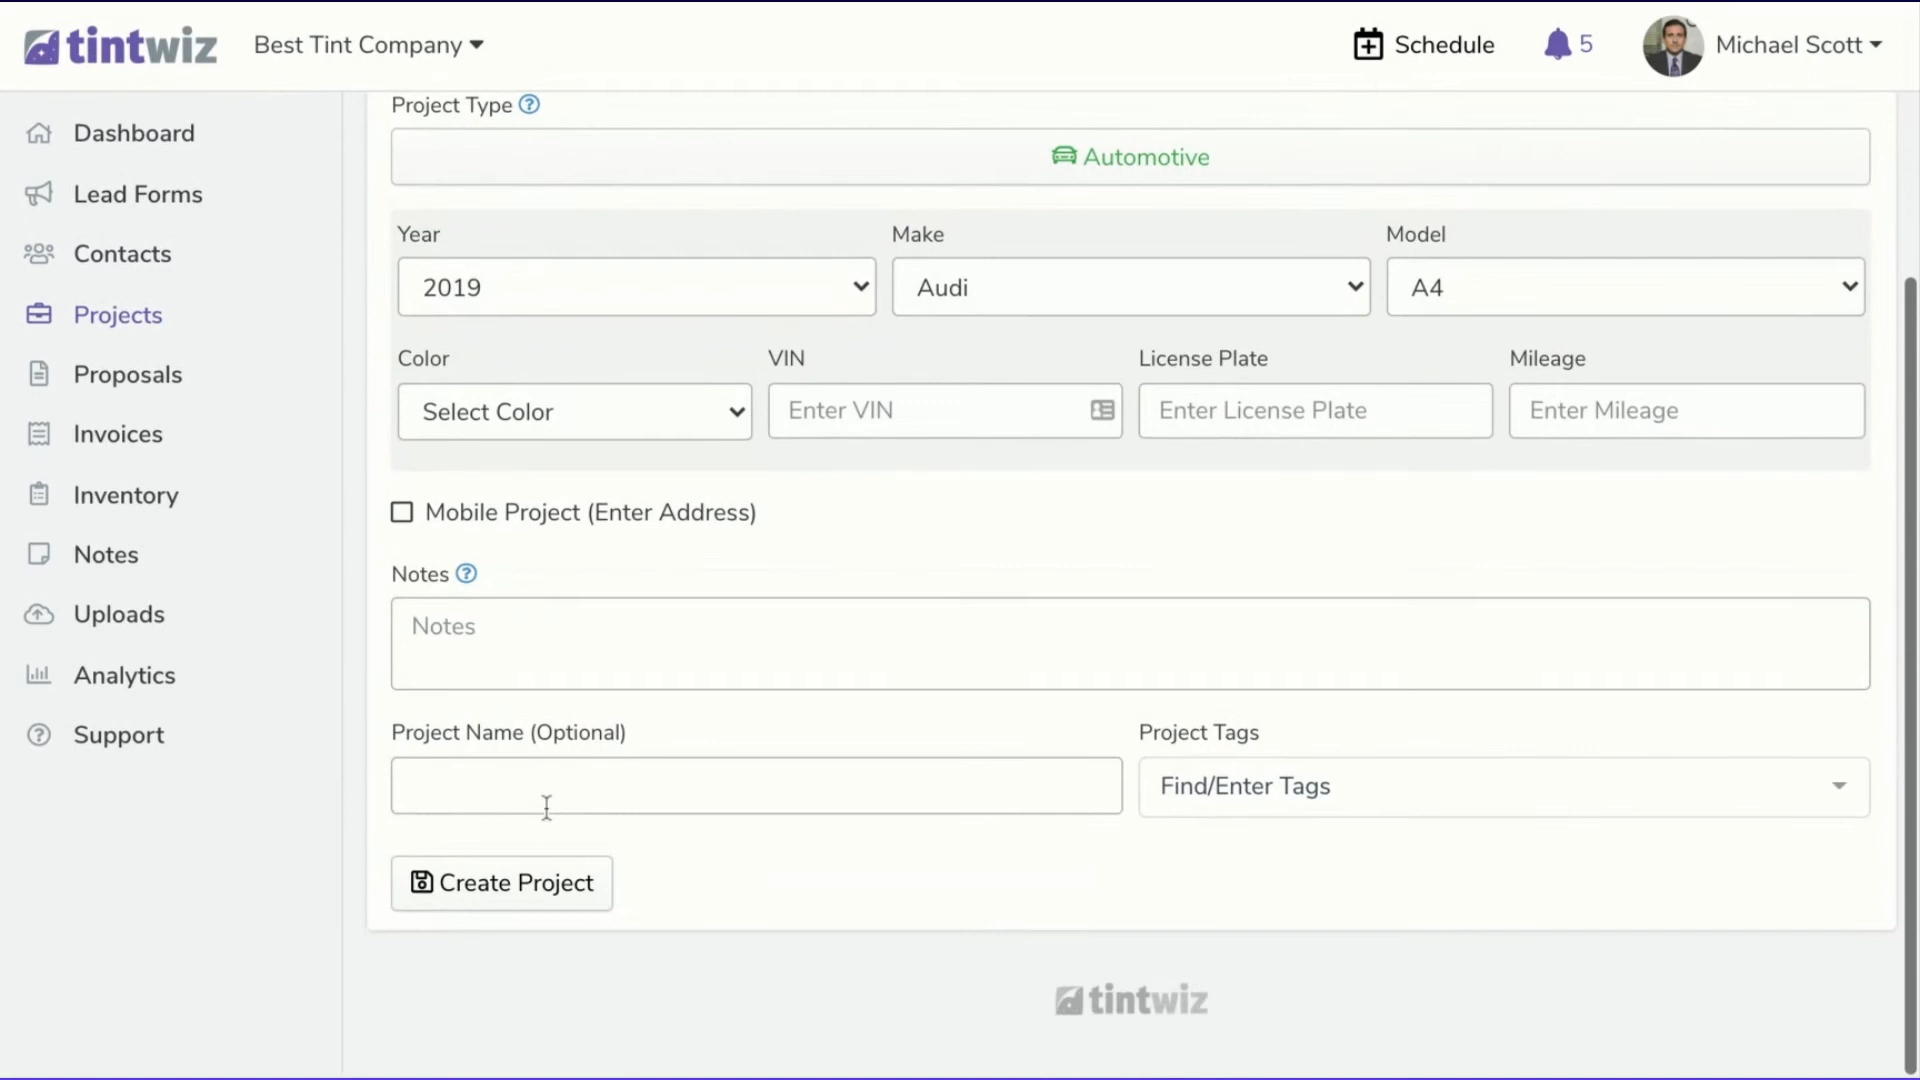 tintwiz Best Tint Company Schedule 5 Michael Scott
Dashboard
Lead Forms
Contacts
Projects
Proposals
Invoices
Inventory
Notes
Uploads
Analytics
Support
Project Type ?
Automotive
Year Make Model
2019 Audi A4
Color VIN License Plate Mileage
Select Color Enter VIN Enter License Plate Enter Mileage
Mobile Project (Enter Address)
Notes ?
Notes
Project Name (Optional) Project Tags
Find/Enter Tags
Create Project
tintwiz